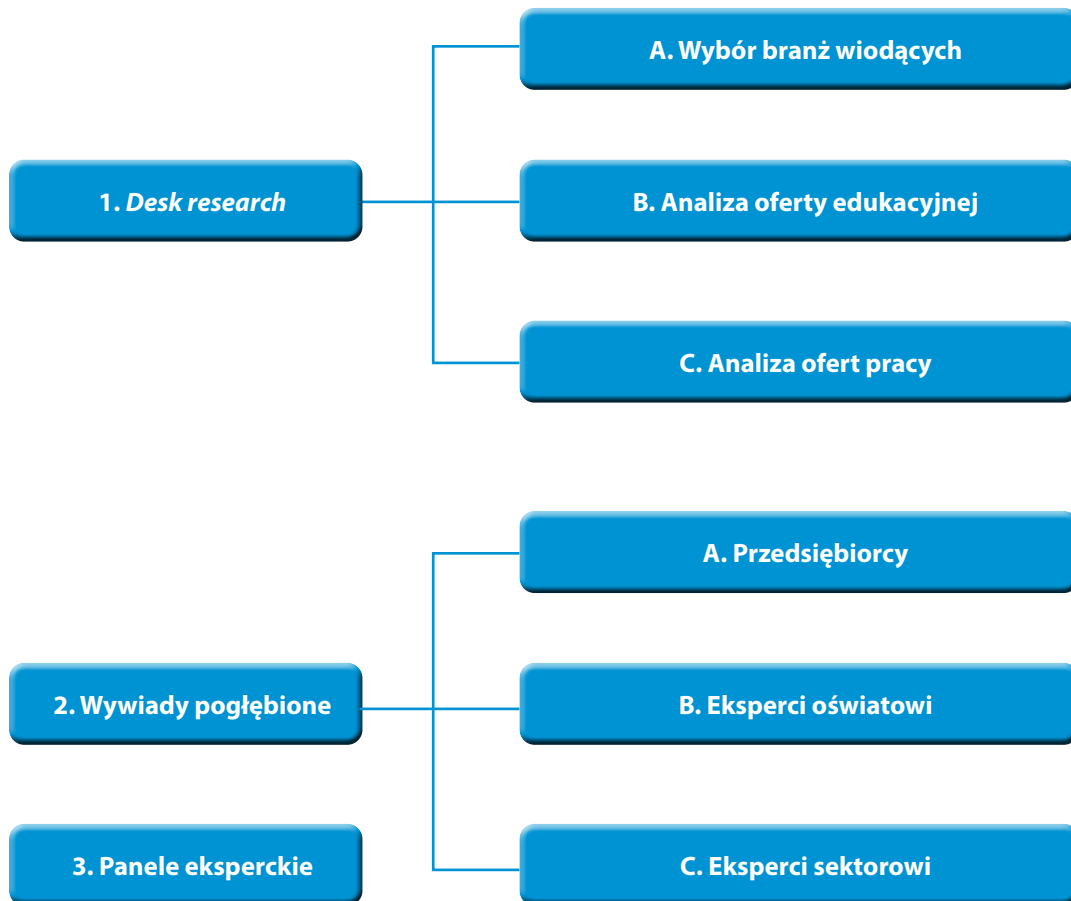 1. Desk research
A. Wybór branż wiodących
B. Analiza oferty edukacyjnej
C. Analiza ofert pracy
2. Wywiady pogłębione
A. Przedsiębiorcy
B. Eksperci oświatowi
C. Eksperci sektorowi
3. Panele eksperckie